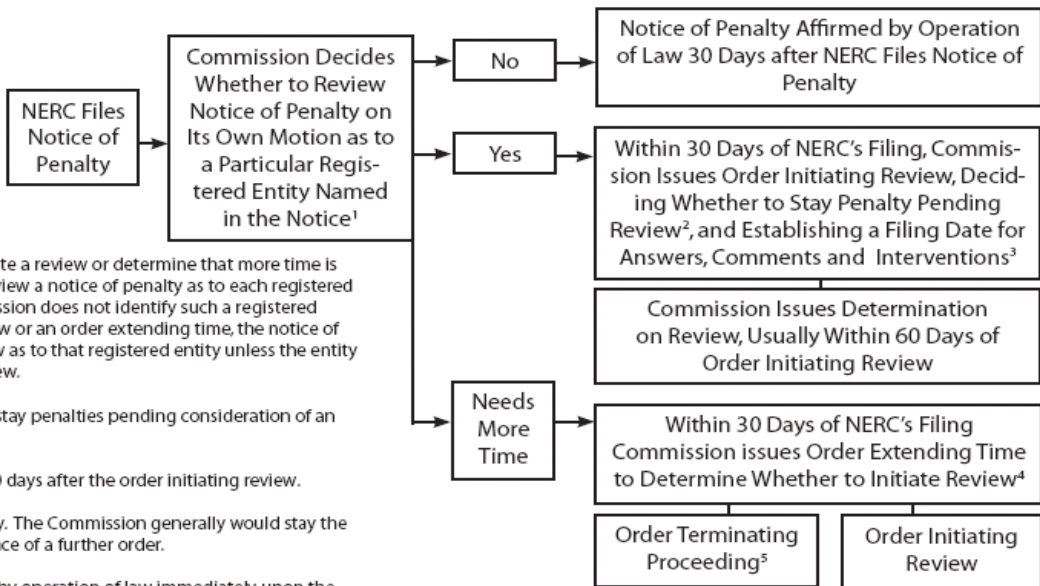 NERC Files
Notice of
Penalty
Commission Decides
Whether to Review
Notice of Penalty on
Its Own Motion as to
a Particular Regis-
tered Entity Named
in the Notice¹
No
Notice of Penalty Affirmed by Operation
of Law 30 Days after NERC Files Notice of
Penalty
Yes
Within 30 Days of NERC's Filing, Commis-
sion Issues Order Initiating Review, Decid-
ing Whether to Stay Penalty Pending
Review², and Establishing a Filing Date for
Answers, Comments and Interventions³
Commission Issues Determination
on Review, Usually Within 60 Days of
Order Initiating Review
Needs
More
Time
Within 30 Days of NERC's Filing
Commission issues Order Extending Time
to Determine Whether to Initiate Review⁴
Order Terminating
Proceeding⁵
Order Initiating
Review
te a review or determine that more time is
view a notice of penalty as to each registered
ssion does not identify such a registered
w or an order extending time, the notice of
w as to that registered entity unless the entity
ew.
stay penalties pending consideration of an
days after the order initiating review.
y. The Commission generally would stay the
ce of a further order.
by operation of law immediately upon the